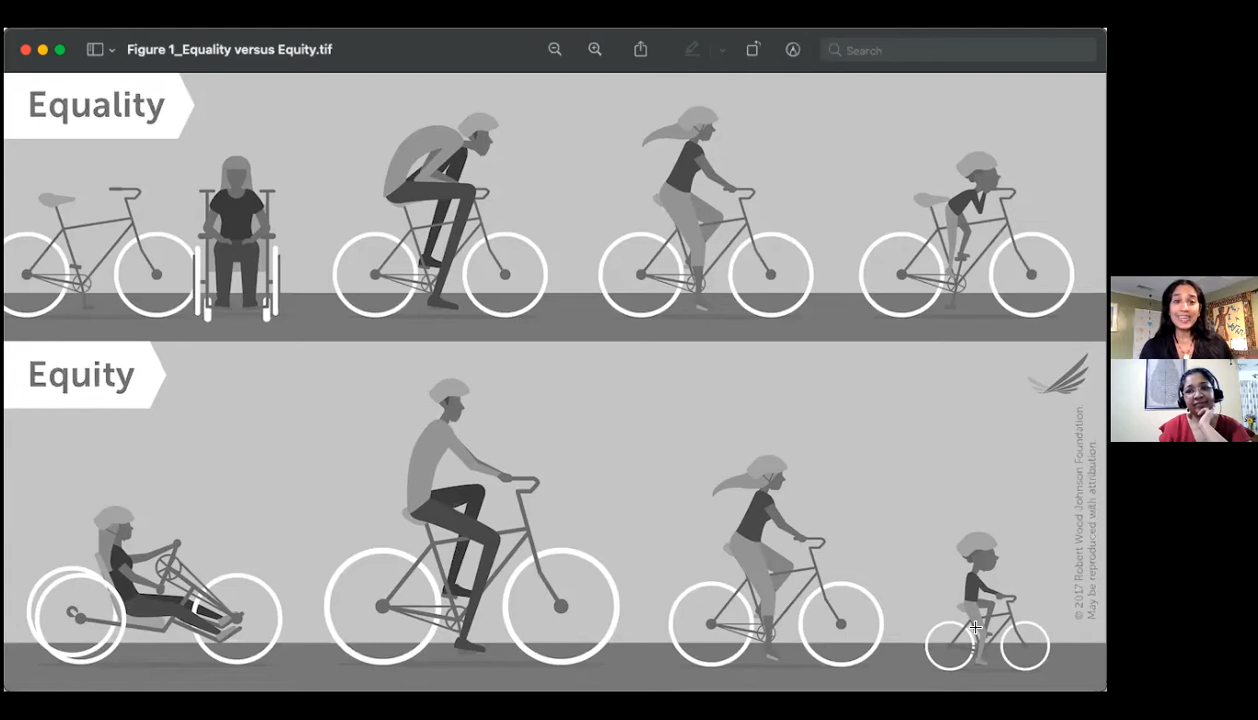 Figure 1_Equality versus Equity.tif
Search
Equality
Equity
© 2017 Robert Wood Johnson Foundation.
May be reproduced with attribution.